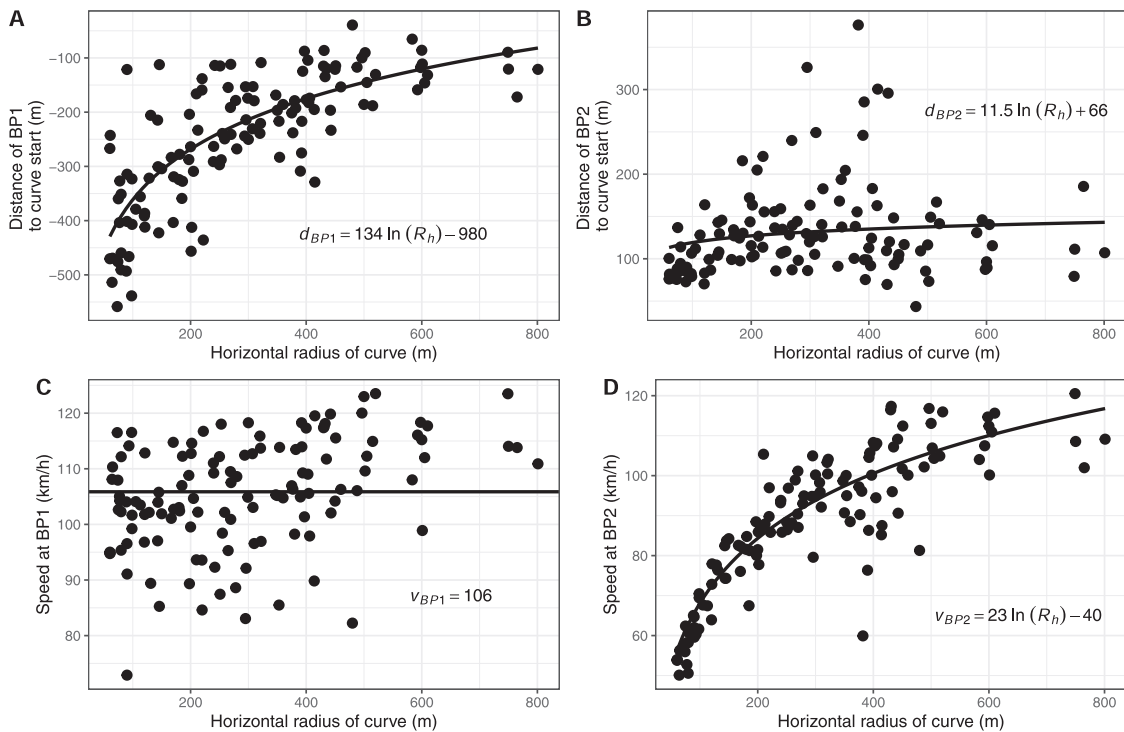 A
Distance of BP1
to curve start (m)
−100
−200
−300
−400
−500
d_BP1 = 134 ln (R_h) − 980
200
400
600
800
Horizontal radius of curve (m)
B
Distance of BP2
to curve start (m)
300
200
100
d_BP2 = 11.5 ln (R_h) + 66
200
400
600
800
Horizontal radius of curve (m)
C
Speed at BP1 (km/h)
120
110
100
90
80
v_BP1 = 106
200
400
600
800
Horizontal radius of curve (m)
D
Speed at BP2 (km/h)
120
100
80
60
v_BP2 = 23 ln (R_h) − 40
200
400
600
800
Horizontal radius of curve (m)